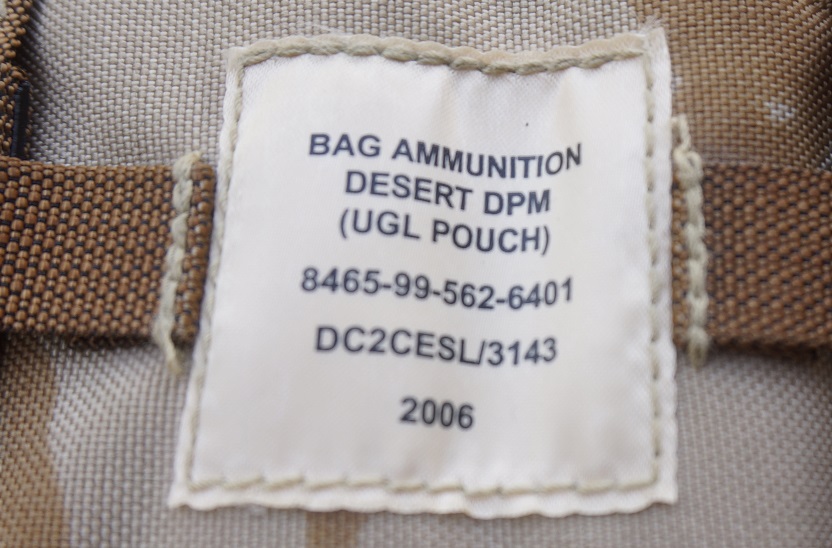 BAG AMMUNITION
DESERT DPM
(UGL POUCH)
8465-99-562-6401
DC2CESL/3143
2006